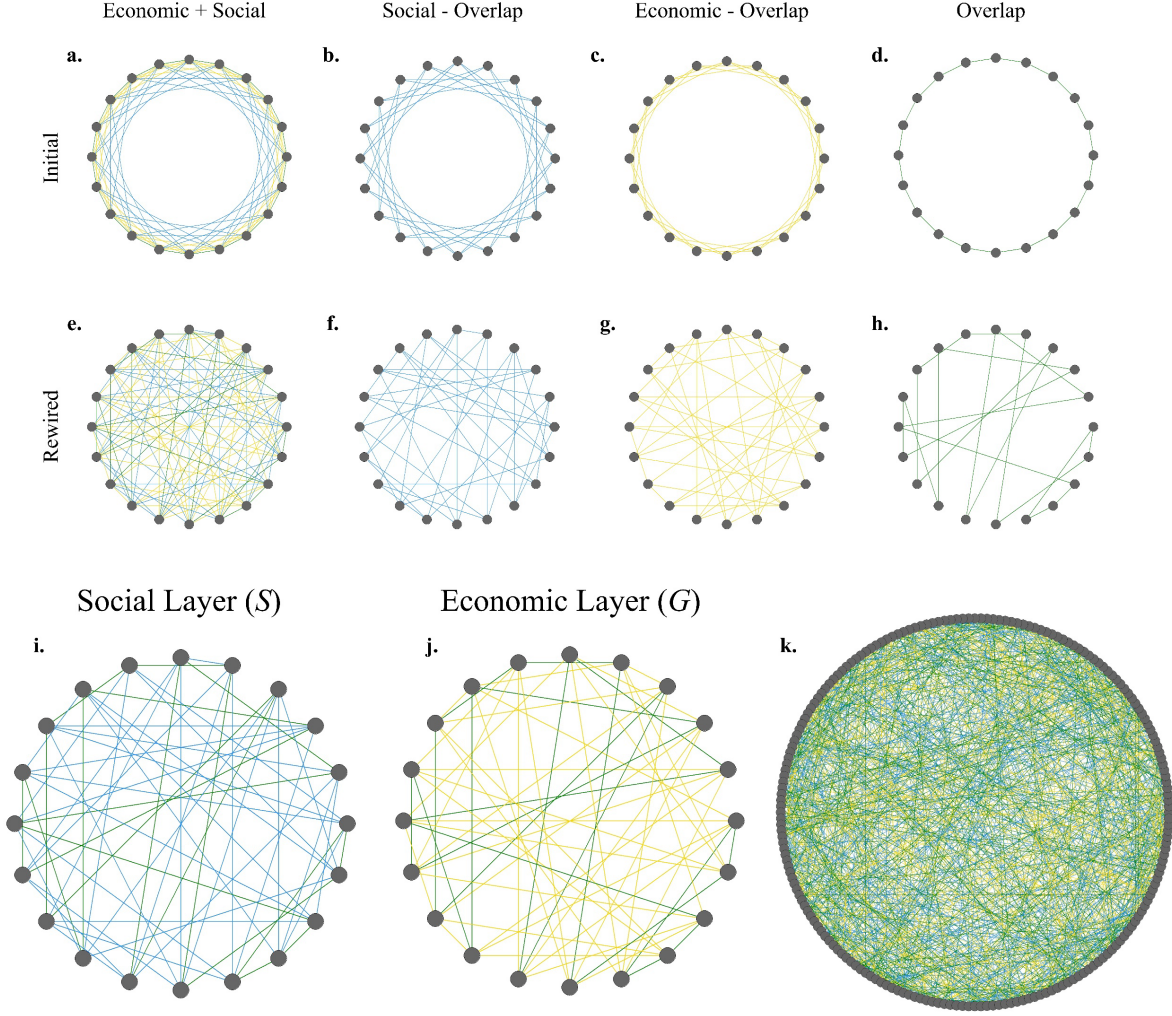 Economic + Social
Social - Overlap
Economic - Overlap
Overlap
a.
b.
c.
d.
Initial
e.
f.
g.
h.
Rewired
Social Layer (S)
Economic Layer (G)
i.
j.
k.